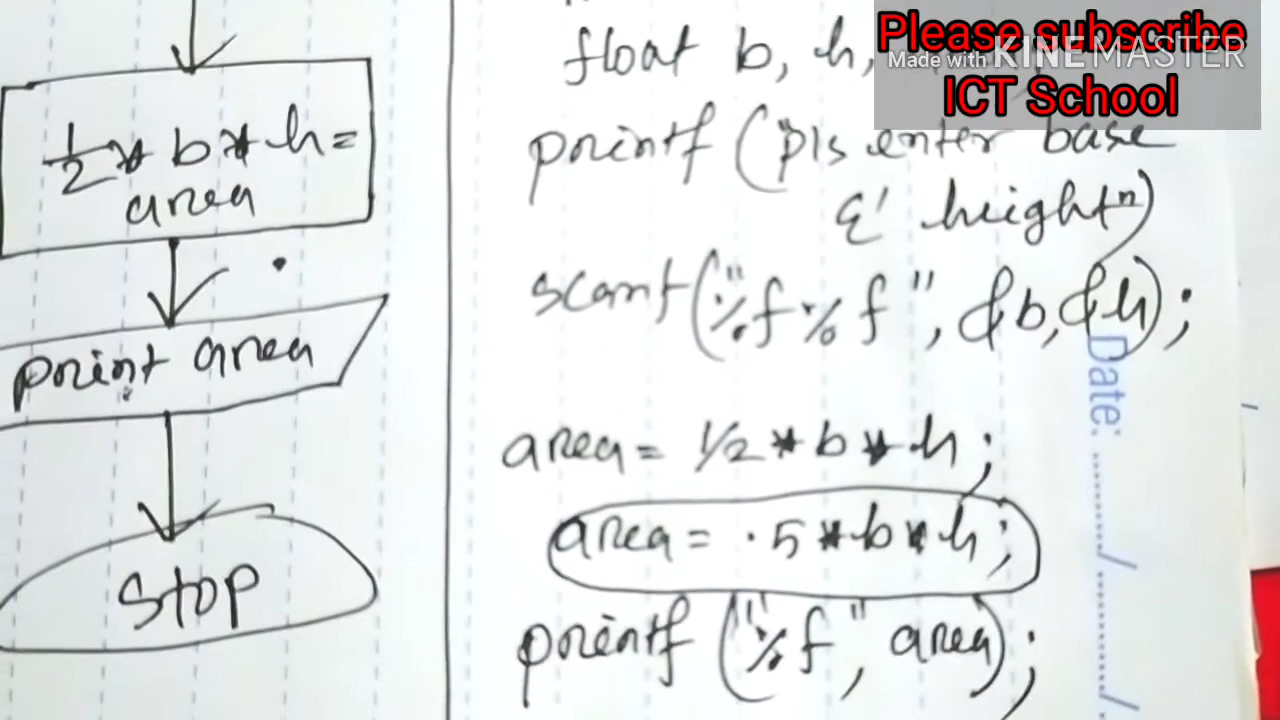 1/2 * b * h =
area
print area
Stop
float b, h,
printf ("pls enter base
& height")
scanf("%f%f", &b,&h);
area = 1/2 * b * h;
area = .5 * b * h;
printf ("%f", area);
Please subscribe
Made with KINEMASTER
ICT School
Date: ......../......../